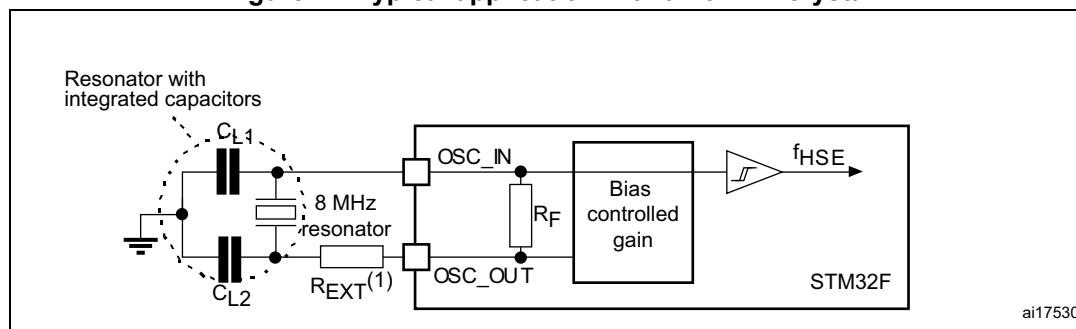 Resonator with
integrated capacitors
CL1
OSC_IN
fHSE
8 MHz
resonator
RF
Bias
controlled
gain
REXT(1)
OSC_OUT
STM32F
CL2
ai17530